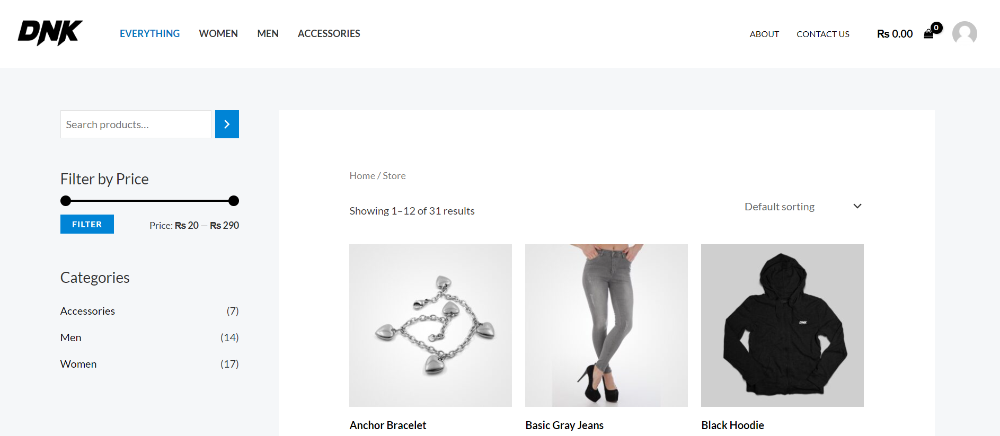 DNK
EVERYTHING WOMEN MEN ACCESSORIES
ABOUT CONTACT US ₨ 0.00 0
Search products...
Filter by Price
FILTER Price: ₨ 20 — ₨ 290
Categories
Accessories (7)
Men (14)
Women (17)
Home / Store
Showing 1–12 of 31 results
Default sorting
DNK
Anchor Bracelet
Basic Gray Jeans
Black Hoodie